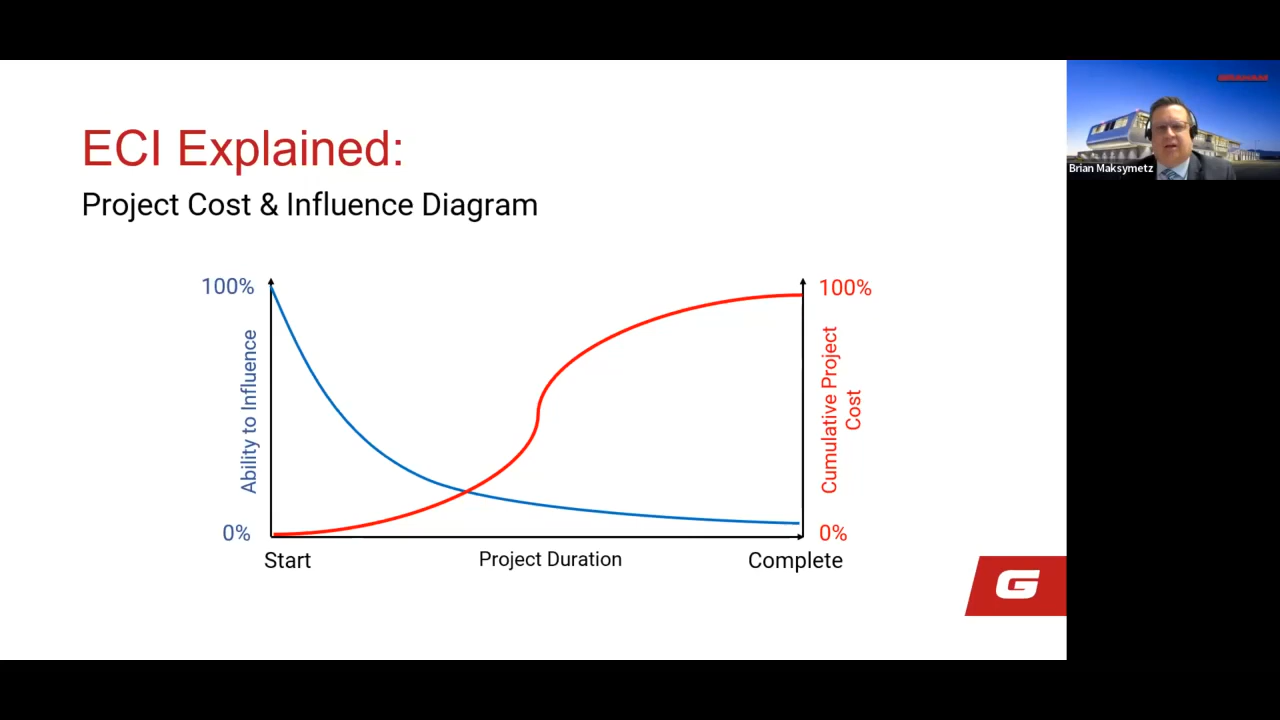 ECI Explained:
Project Cost & Influence Diagram
100%
100%
Ability to Influence
Cumulative Project
Cost
0%
0%
Start
Project Duration
Complete
G
Brian Maksymetz